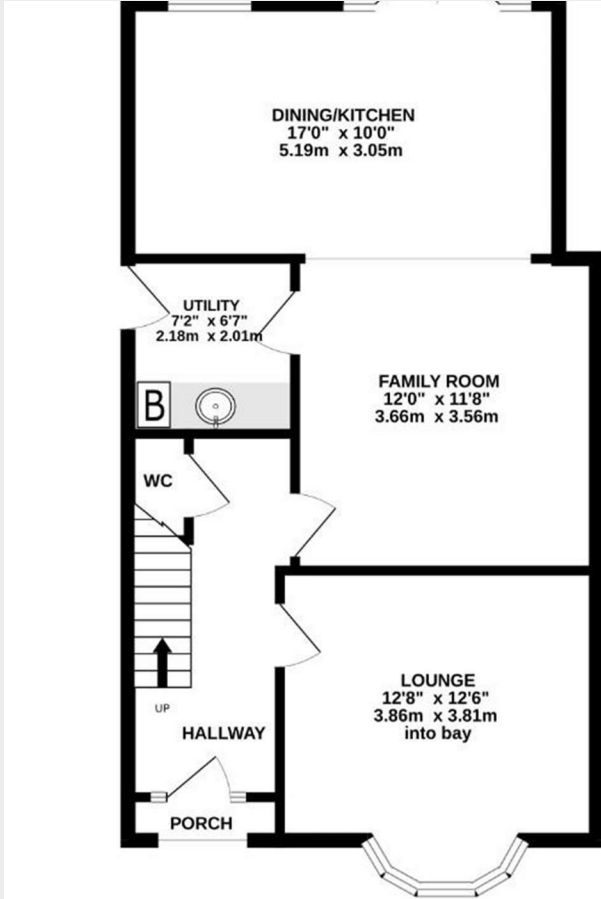 DINING/KITCHEN
17'0" x 10'0"
5.19m x 3.05m
UTILITY
7'2" x 6'7"
2.18m x 2.01m
B
FAMILY ROOM
12'0" x 11'8"
3.66m x 3.56m
WC
UP
HALLWAY
LOUNGE
12'8" x 12'6"
3.86m x 3.81m
into bay
PORCH